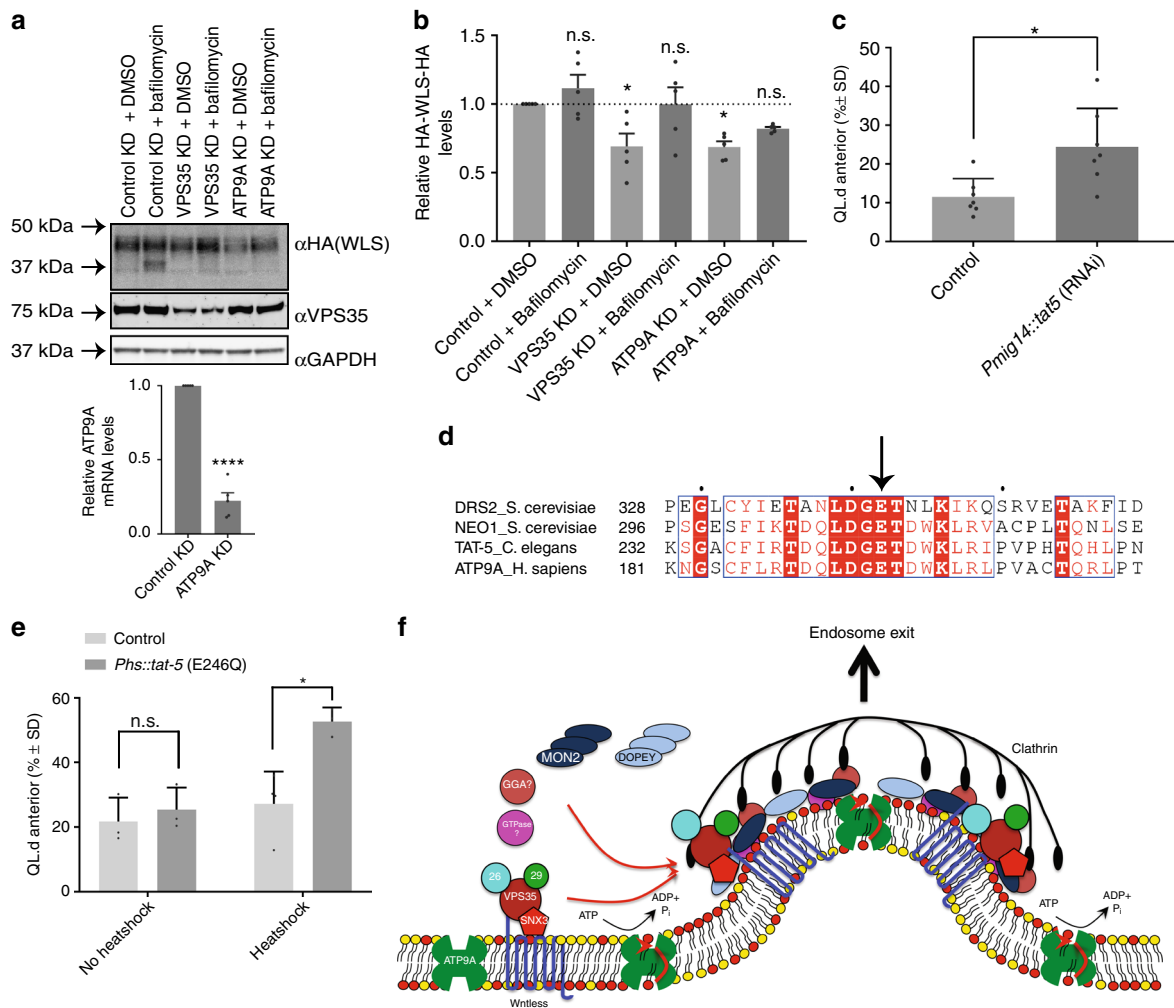 a
Control KD + DMSO
Control KD + bafilomycin
VPS35 KD + DMSO
VPS35 KD + bafilomycin
ATP9A KD + DMSO
ATP9A KD + bafilomycin
50 kDa
37 kDa
αHA(WLS)
75 kDa
αVPS35
37 kDa
αGAPDH
Relative ATP9A
mRNA levels
1.0
0.5
0.0
****
Control KD
ATP9A KD
b
Relative HA-WLS-HA
levels
1.5
1.0
0.5
0.0
n.s.
*
n.s.
*
n.s.
Control + DMSO
Control + Bafilomycin
VPS35 KD + DMSO
VPS35 KD + Bafilomycin
ATP9A KD + DMSO
ATP9A + Bafilomycin
c
QL.d anterior (%± SD)
50
40
30
20
10
0
*
Control
Pmig14::tat5 (RNAi)
d
DRS2_S. cerevisiae 328 PEGLCYIETANLDGETNLKIKQSRVETAKFID
NEO1_S. cerevisiae 296 PSGESFIKTDQLDGETDWKLRVACPLTQNLSE
TAT-5_C. elegans 232 KSGACFIRTDQLDGETDWKLRIPVPHTQHLPN
ATP9A_H. sapiens 181 KNGSCFLRTDQLDGETDWKLRLPVACTQRLPT
e
Control
Phs::tat-5 (E246Q)
QL.d anterior (% ± SD)
60
40
20
0
n.s.
*
No heatshock
Heatshock
f
Endosome exit
MON2
DOPEY
Clathrin
GGA?
GTPase
?
26
29
VPS35
SNX3
ATP
ADP+
Pi
ATP
ADP+
Pi
ATP9A
Wntless